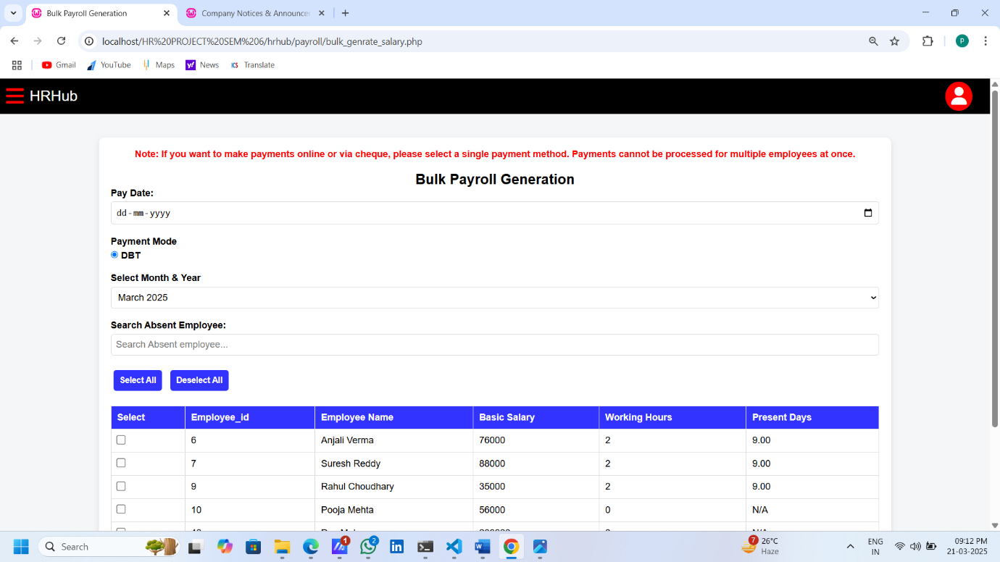 Bulk Payroll Generation
Company Notices & Announcer
localhost/HR%20PROJECT%20SEM%206/hrhub/payroll/bulk_genrate_salary.php
P
Gmail YouTube Maps News Translate
HRHub
Note: If you want to make payments online or via cheque, please select a single payment method. Payments cannot be processed for multiple employees at once.
Bulk Payroll Generation
Pay Date:
dd-mm-yyyy
Payment Mode
DBT
Select Month & Year
March 2025
Search Absent Employee:
Search Absent employee...
Select All Deselect All
Select Employee_id Employee Name Basic Salary Working Hours Present Days
6 Anjali Verma 76000 2 9.00
7 Suresh Reddy 88000 2 9.00
9 Rahul Choudhary 35000 2 9.00
10 Pooja Mehta 56000 0 N/A
Search
1
2
7
26°C
Haze
ENG
IN
09:12 PM
21-03-2025